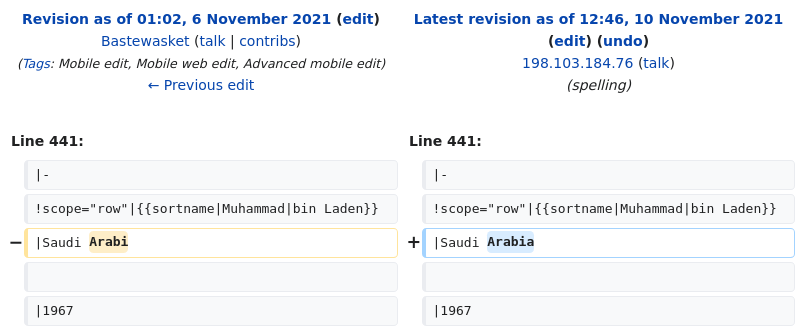 Revision as of 01:02, 6 November 2021 (edit)
Bastewasket (talk | contribs)
(Tags: Mobile edit, Mobile web edit, Advanced mobile edit)
← Previous edit
Latest revision as of 12:46, 10 November 2021
(edit) (undo)
198.103.184.76 (talk)
(spelling)
Line 441:
Line 441:
|-
|-
!scope="row"|{{sortname|Muhammad|bin Laden}}
!scope="row"|{{sortname|Muhammad|bin Laden}}
− |Saudi Arabi
+ |Saudi Arabia
|1967
|1967